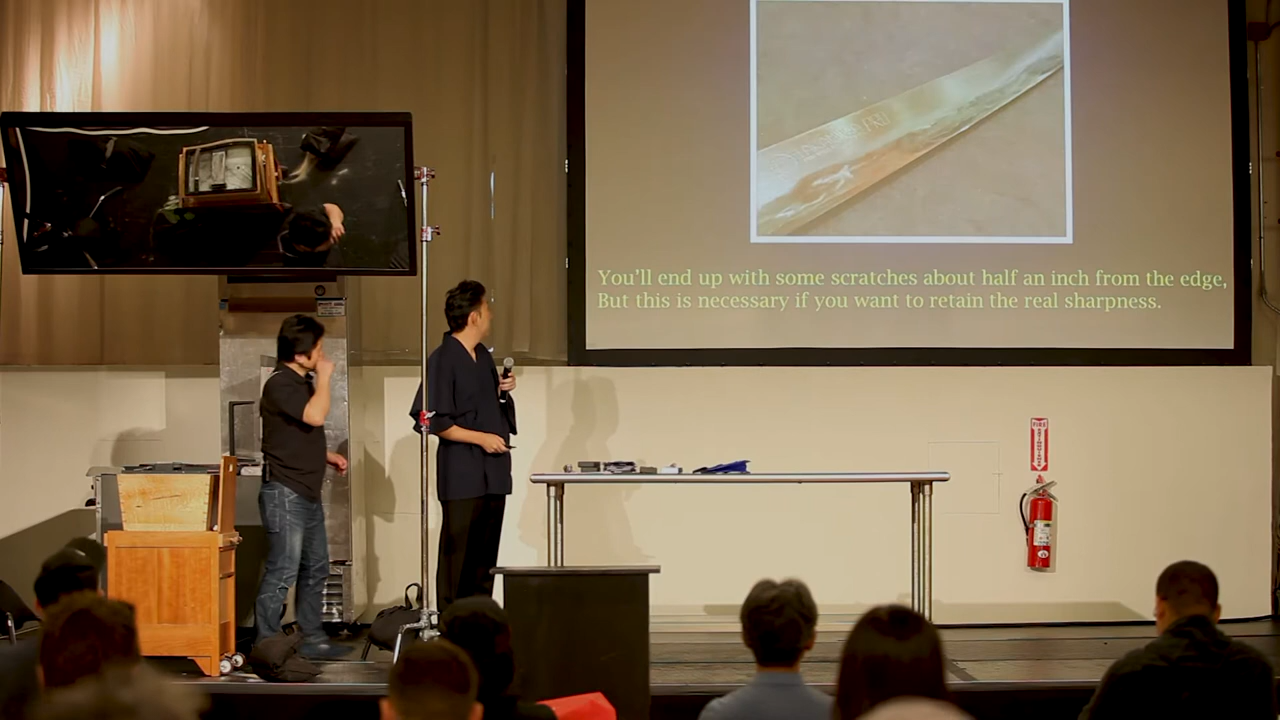 You'll end up with some scratches about half an inch from the edge,
But this is necessary if you want to retain the real sharpness.
FIRE
EXTINGUISHER